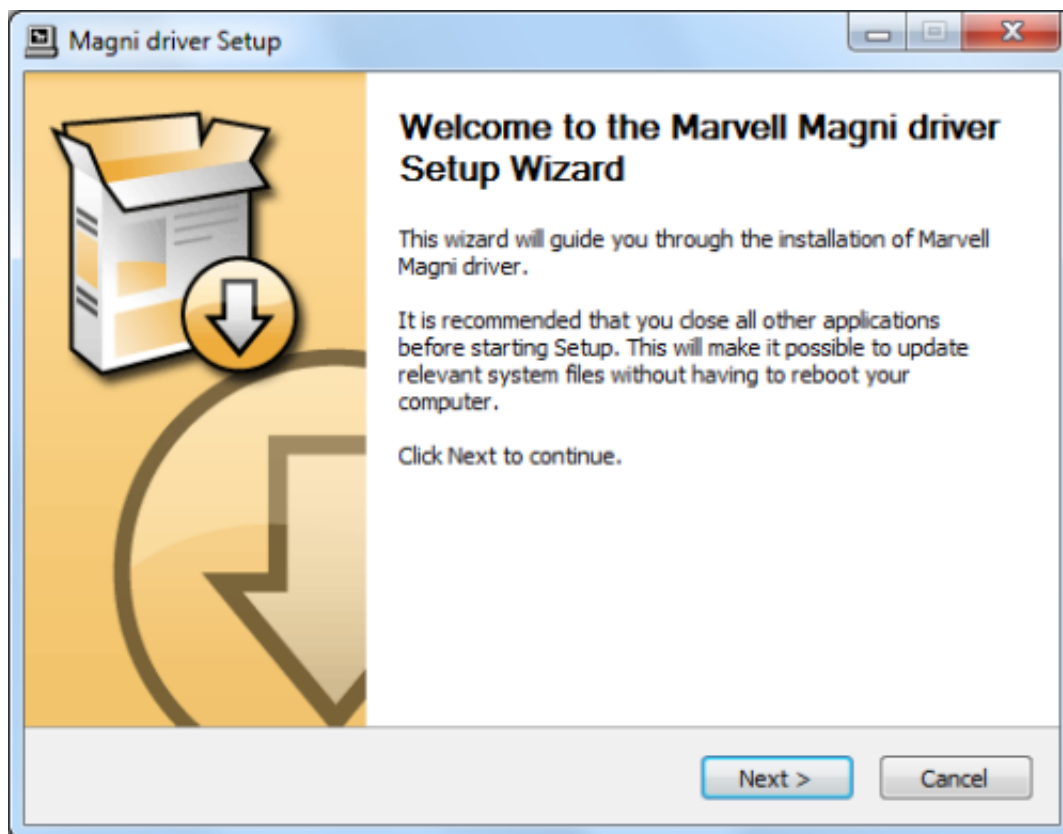 Magni driver Setup
Welcome to the Marvell Magni driver
Setup Wizard
This wizard will guide you through the installation of Marvell
Magni driver.
It is recommended that you close all other applications
before starting Setup. This will make it possible to update
relevant system files without having to reboot your
computer.
Click Next to continue.
Next >
Cancel